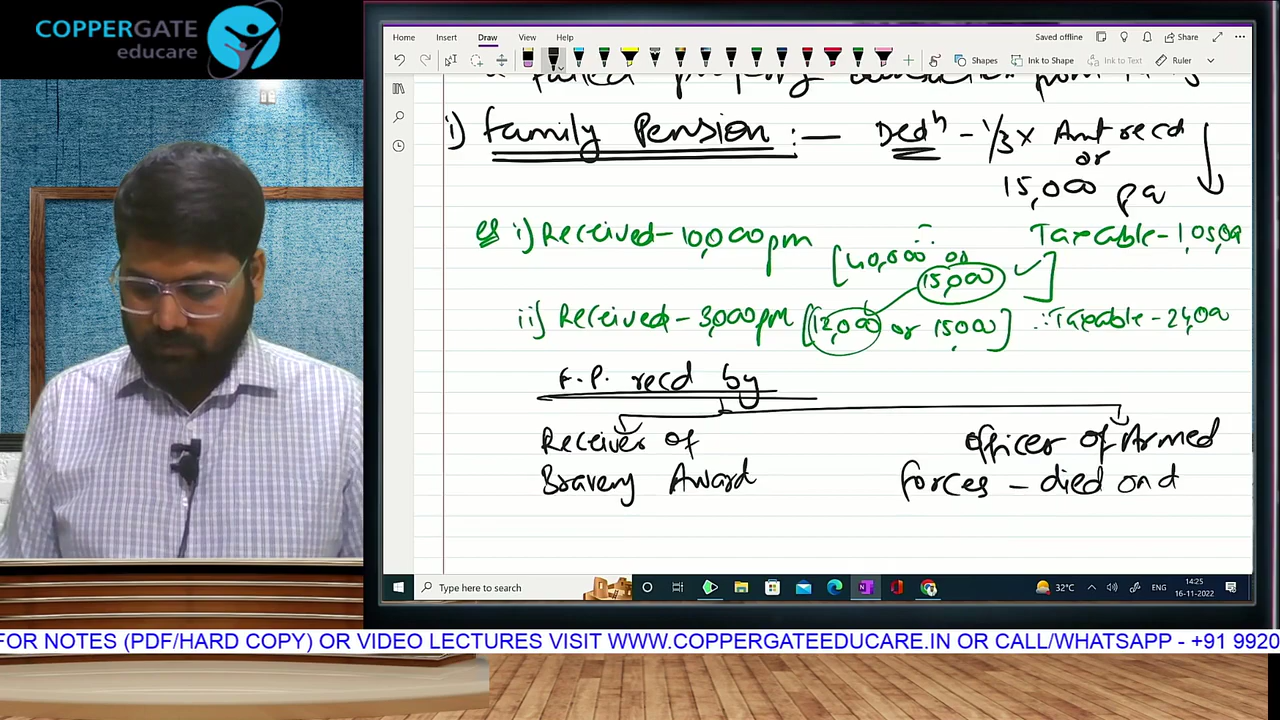 COPPERGATE
educare
Home Insert Draw View Help
Saved offline
Share
Shapes
Ink to Shape
Ink to Text
Ruler
i) Family Pension :— Dedn - 1/3 x Amt recd
or
15,000 pa
eg i) Received - 10,000 pm ∴ Taxable - 1,05,000
[40,000 or
15,000 ✓]
ii) Received - 3,000 pm [12,000 or 15000] ∴ Taxable - 24,000
F.P. recd by
Receiver of
Bravery Award
Officer of Armed
forces - died on d
Type here to search
32°C
ENG
14:25
16-11-2022
FOR NOTES (PDF/HARD COPY) OR VIDEO LECTURES VISIT WWW.COPPERGATEEDUCARE.IN OR CALL/WHATSAPP - +91 9920